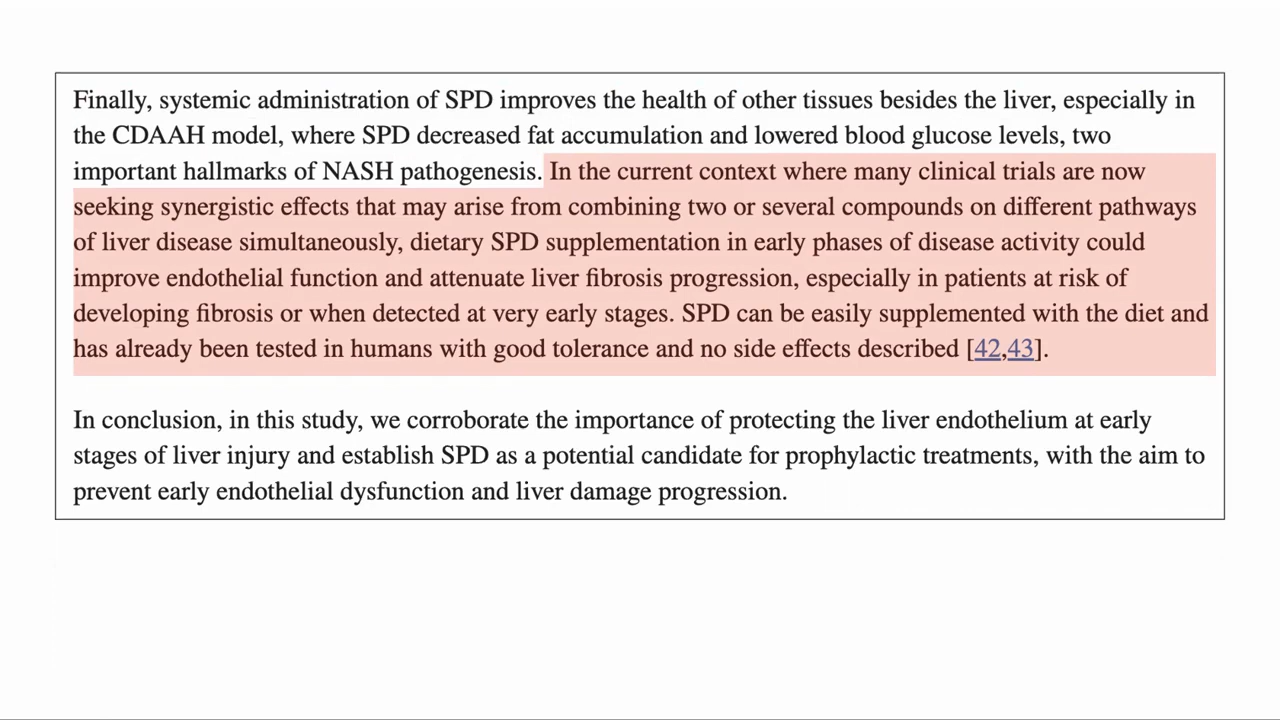 Finally, systemic administration of SPD improves the health of other tissues besides the liver, especially in
the CDAAH model, where SPD decreased fat accumulation and lowered blood glucose levels, two
important hallmarks of NASH pathogenesis. In the current context where many clinical trials are now
seeking synergistic effects that may arise from combining two or several compounds on different pathways
of liver disease simultaneously, dietary SPD supplementation in early phases of disease activity could
improve endothelial function and attenuate liver fibrosis progression, especially in patients at risk of
developing fibrosis or when detected at very early stages. SPD can be easily supplemented with the diet and
has already been tested in humans with good tolerance and no side effects described [42,43].
In conclusion, in this study, we corroborate the importance of protecting the liver endothelium at early
stages of liver injury and establish SPD as a potential candidate for prophylactic treatments, with the aim to
prevent early endothelial dysfunction and liver damage progression.